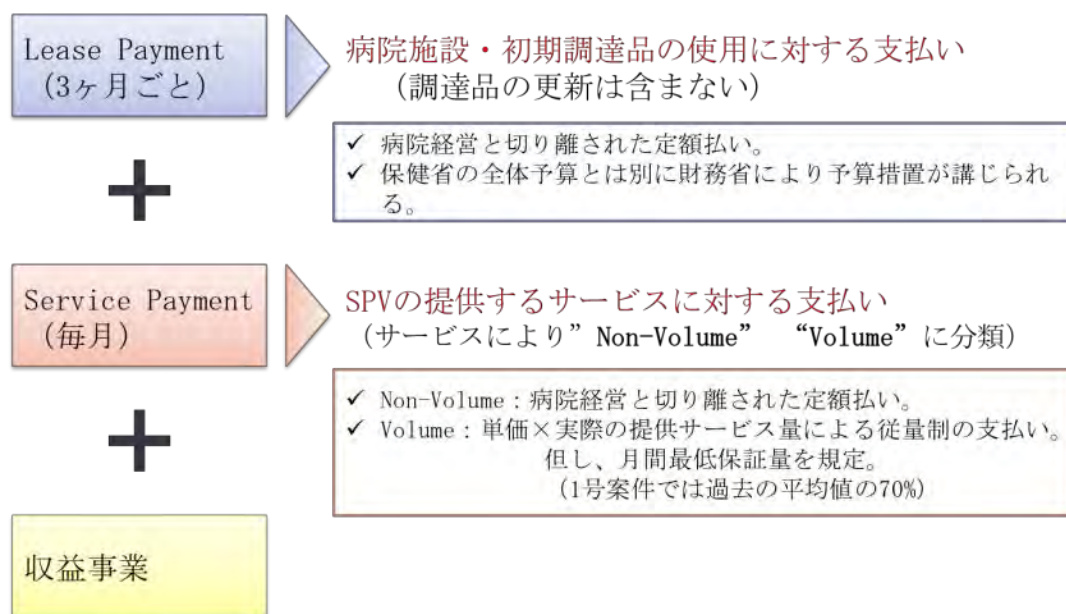 Lease Payment
(3ヶ月ごと)
病院施設・初期調達品の使用に対する支払い
(調達品の更新は含まない)
✓ 病院経営と切り離された定額払い。
✓ 保健省の全体予算とは別に財務省により予算措置が講じられ
る。
+
Service Payment
(毎月)
SPVの提供するサービスに対する支払い
(サービスにより”Non-Volume” “Volume”に分類)
✓ Non-Volume：病院経営と切り離された定額払い。
✓ Volume：単価×実際の提供サービス量による従量制の支払い。
但し、月間最低保証量を規定。
(1号案件では過去の平均値の70%)
+
収益事業